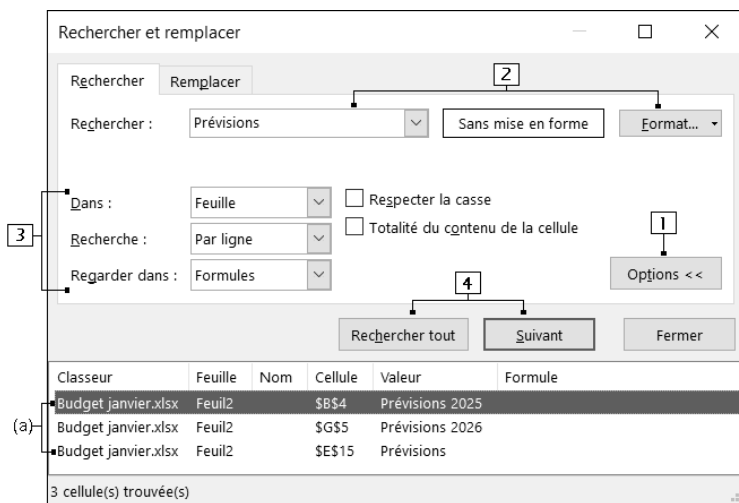 Rechercher et remplacer
Rechercher Remplacer
2
Rechercher : Prévisions Sans mise en forme Format...
3
Dans : Feuille Respecter la casse
Recherche : Par ligne Totalité du contenu de la cellule
1
Regarder dans : Formules Options <<
4
Rechercher tout Suivant Fermer
Classeur Feuille Nom Cellule Valeur Formule
Budget janvier.xlsx Feuil2 $B$4 Prévisions 2025
(a) Budget janvier.xlsx Feuil2 $G$5 Prévisions 2026
Budget janvier.xlsx Feuil2 $E$15 Prévisions
3 cellule(s) trouvée(s)